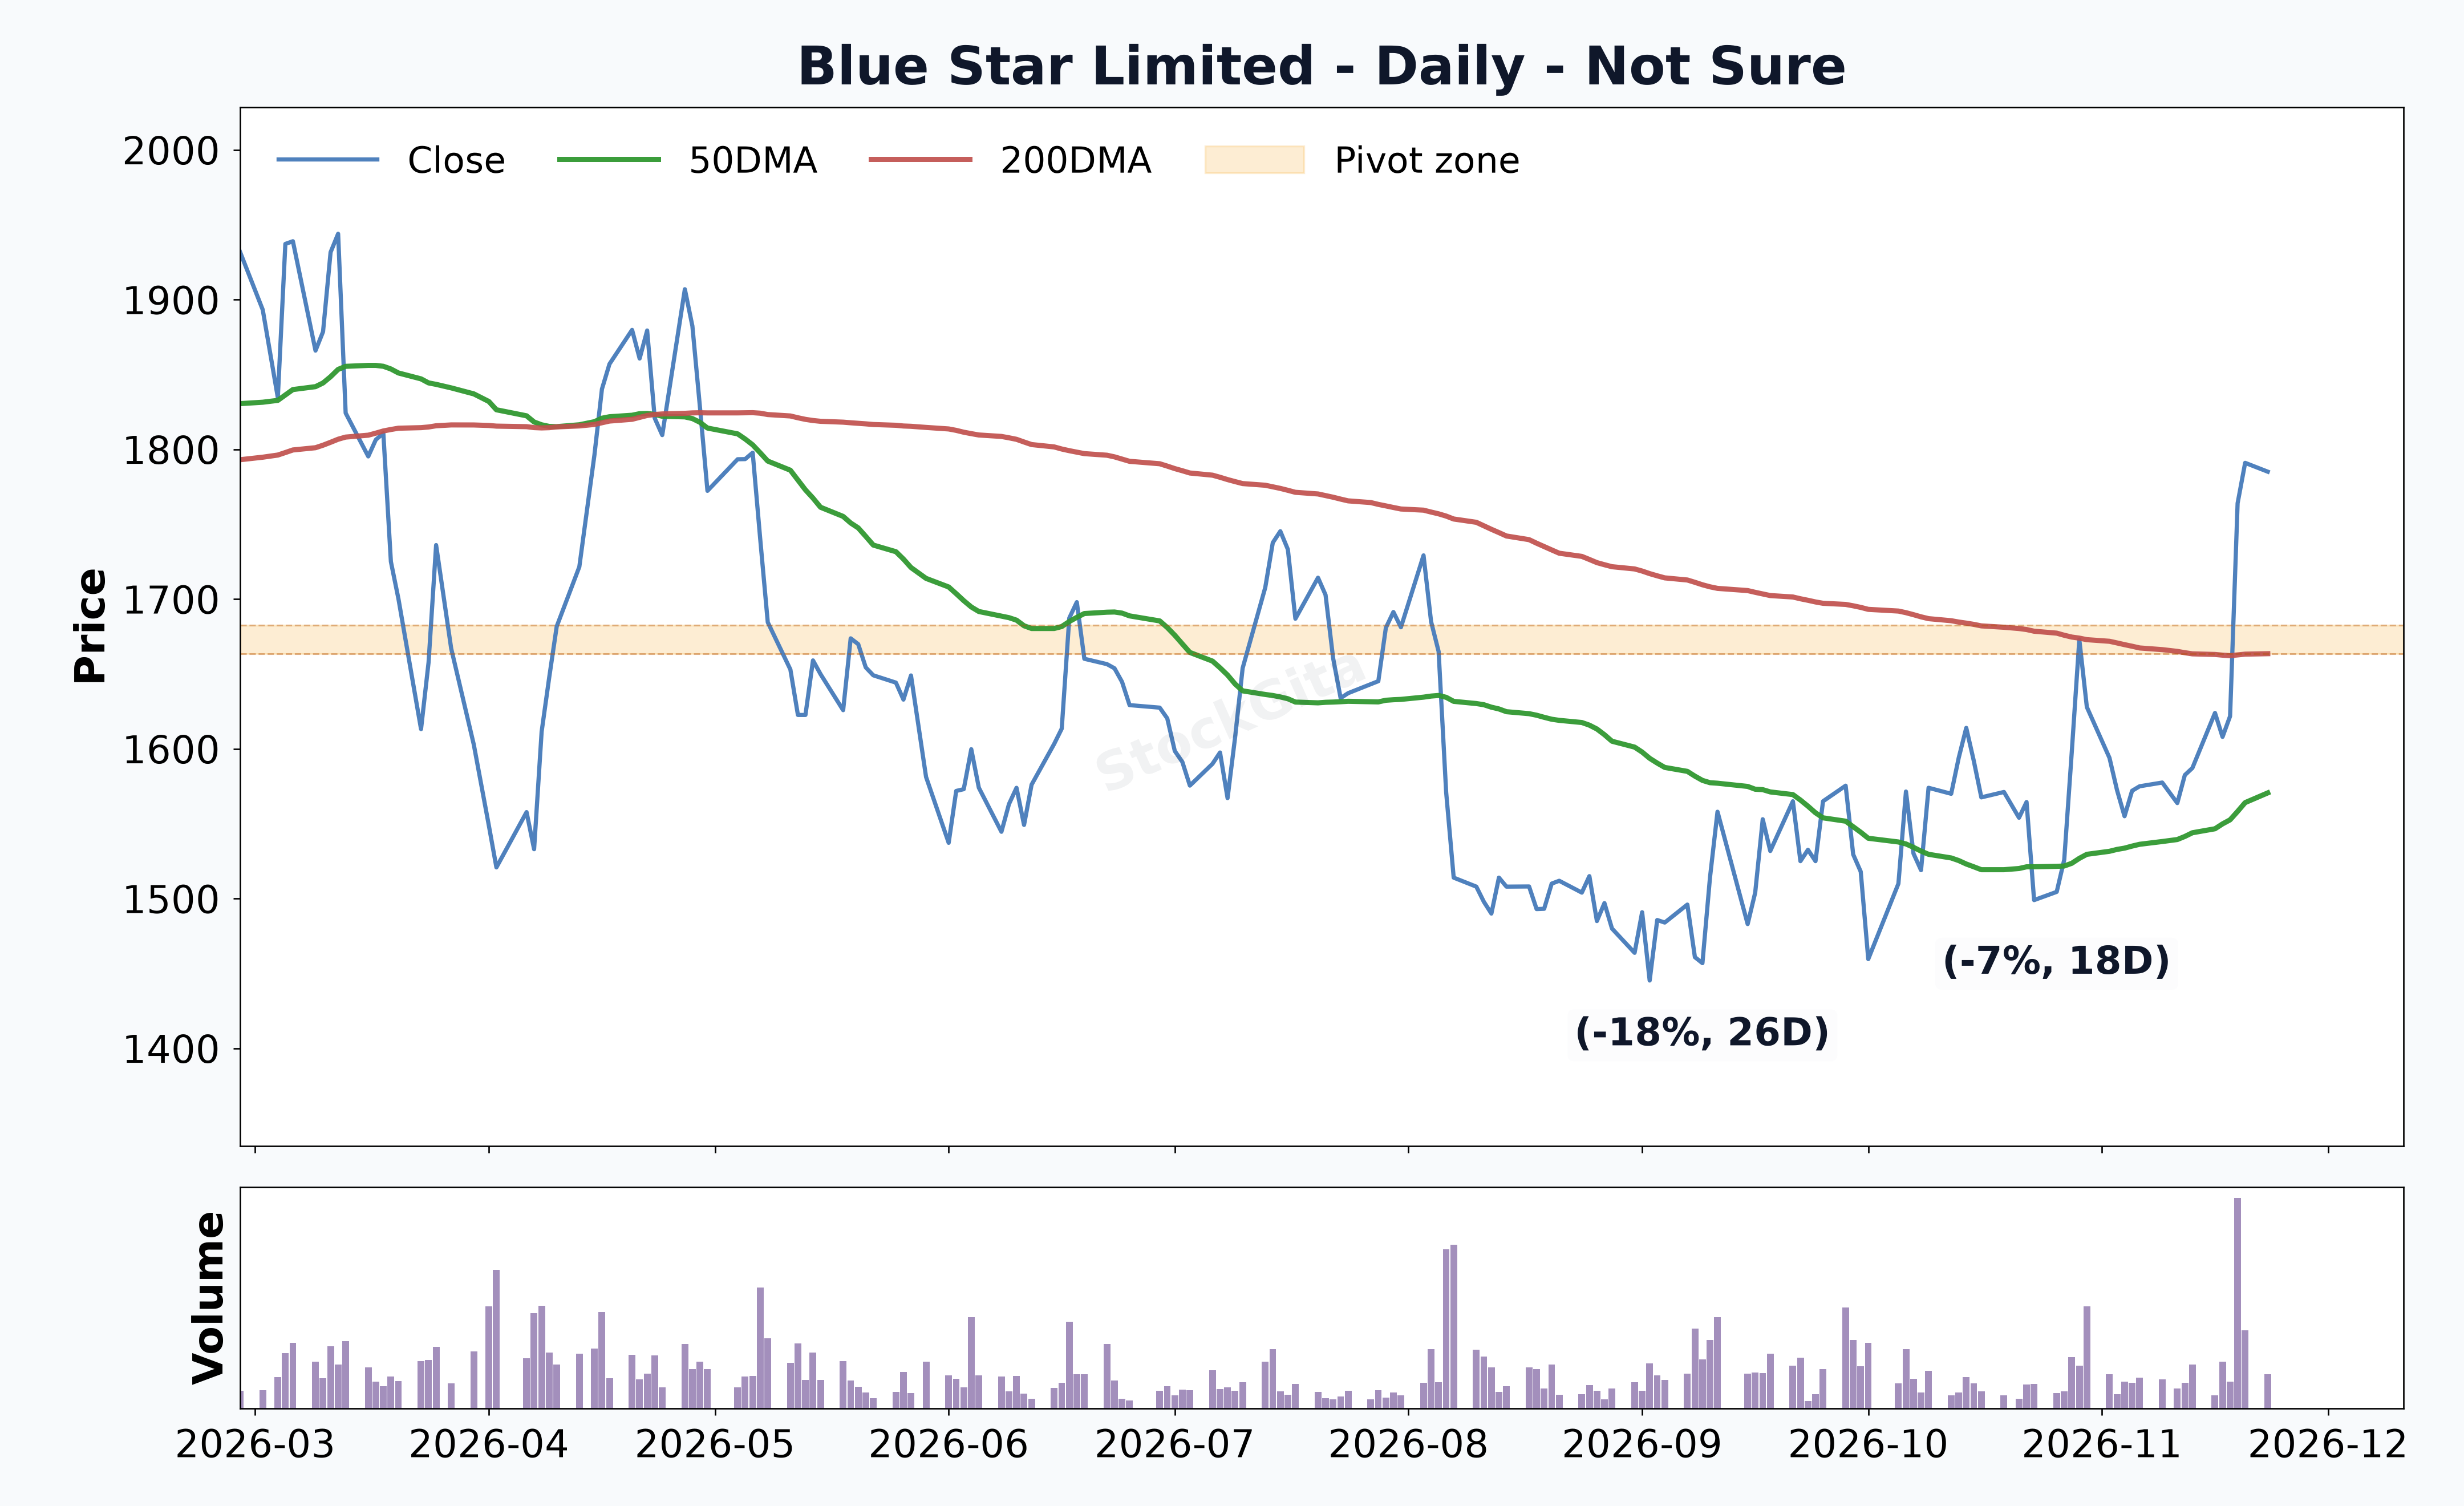 Blue Star Limited - Daily - Not Sure
Close 50DMA 200DMA Pivot zone
Price
2000
1900
1800
1700
1600
1500
1400
StockGita
(-7%, 18D)
(-18%, 26D)
Volume
2026-03 2026-04 2026-05 2026-06 2026-07 2026-08 2026-09 2026-10 2026-11 2026-12